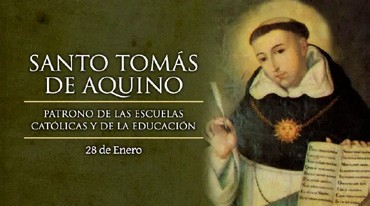 SANTO TOMÁS
DE AQUINO
PATRONO DE LAS ESCUELAS
CATÓLICAS Y DE LA EDUCACIÓN
28 de Enero